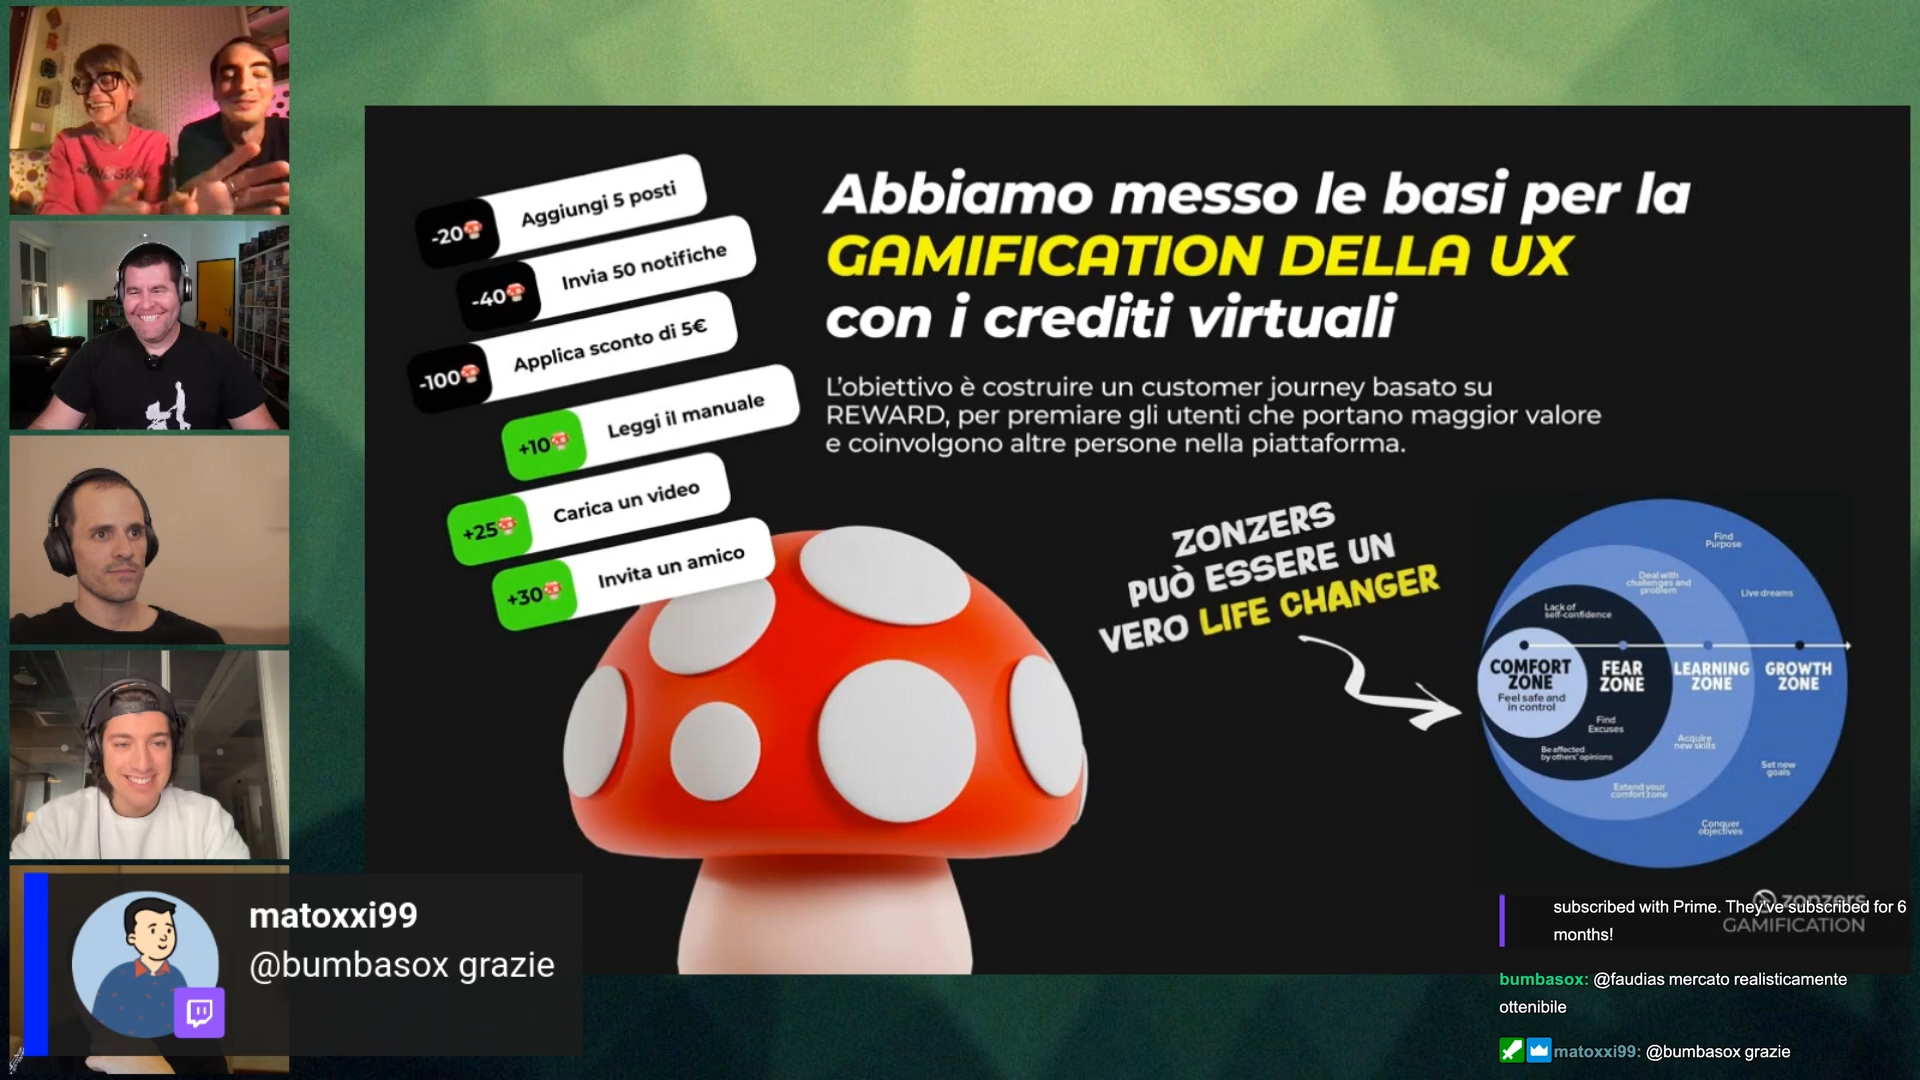 -20 Aggiungi 5 posti
-40 Invia 50 notifiche
-100 Applica sconto di 5€
+10 Leggi il manuale
+25 Carica un video
+30 Invita un amico
Abbiamo messo le basi per la
GAMIFICATION DELLA UX
con i crediti virtuali
L'obiettivo è costruire un customer journey basato su
REWARD, per premiare gli utenti che portano maggior valore
e coinvolgono altre persone nella piattaforma.
ZONZERS
PUÒ ESSERE UN
VERO LIFE CHANGER
Find
Purpose
Deal with
challenges and
problem
Live dreams
Lack of
self-confidence
COMFORT
ZONE
Feel safe and
in control
FEAR
ZONE
LEARNING
ZONE
GROWTH
ZONE
Find
Excuses
Be affected
by others' opinions
Acquire
new skills
Set new
goals
Extend your
comfort zone
Conquer
objectives
zonzers
GAMIFICATION
matoxxi99
@bumbasox grazie
subscribed with Prime. They've subscribed for 6
months!
bumbasox: @faudias mercato realisticamente
ottenibile
matoxxi99: @bumbasox grazie